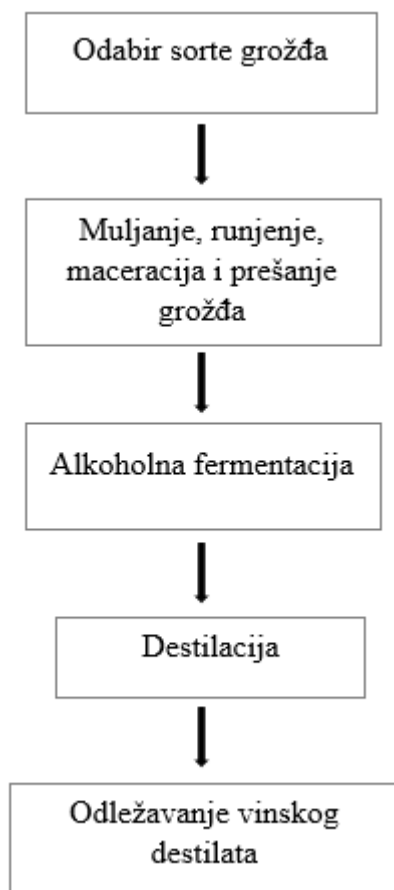 Odabir sorte grožđa
Muljanje, runjenje,
maceracija i prešanje
grožđa
Alkoholna fermentacija
Destilacija
Odležavanje vinskog
destilata